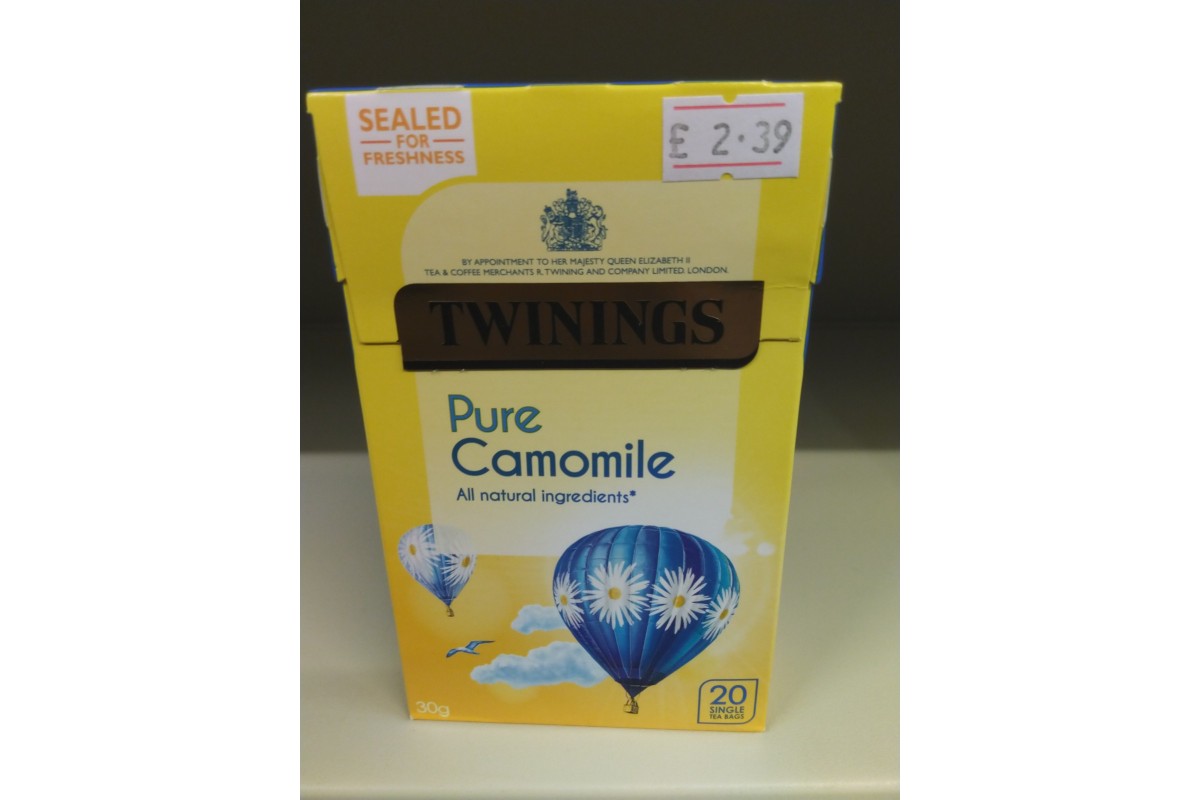 SEALED
FOR
FRESHNESS
£ 2.39
BY APPOINTMENT TO HER MAJESTY QUEEN ELIZABETH II
TEA & COFFEE MERCHANTS R. TWINING AND COMPANY LIMITED. LONDON.
TWININGS
Pure
Camomile
All natural ingredients*
30g
20
SINGLE
TEA BAGS